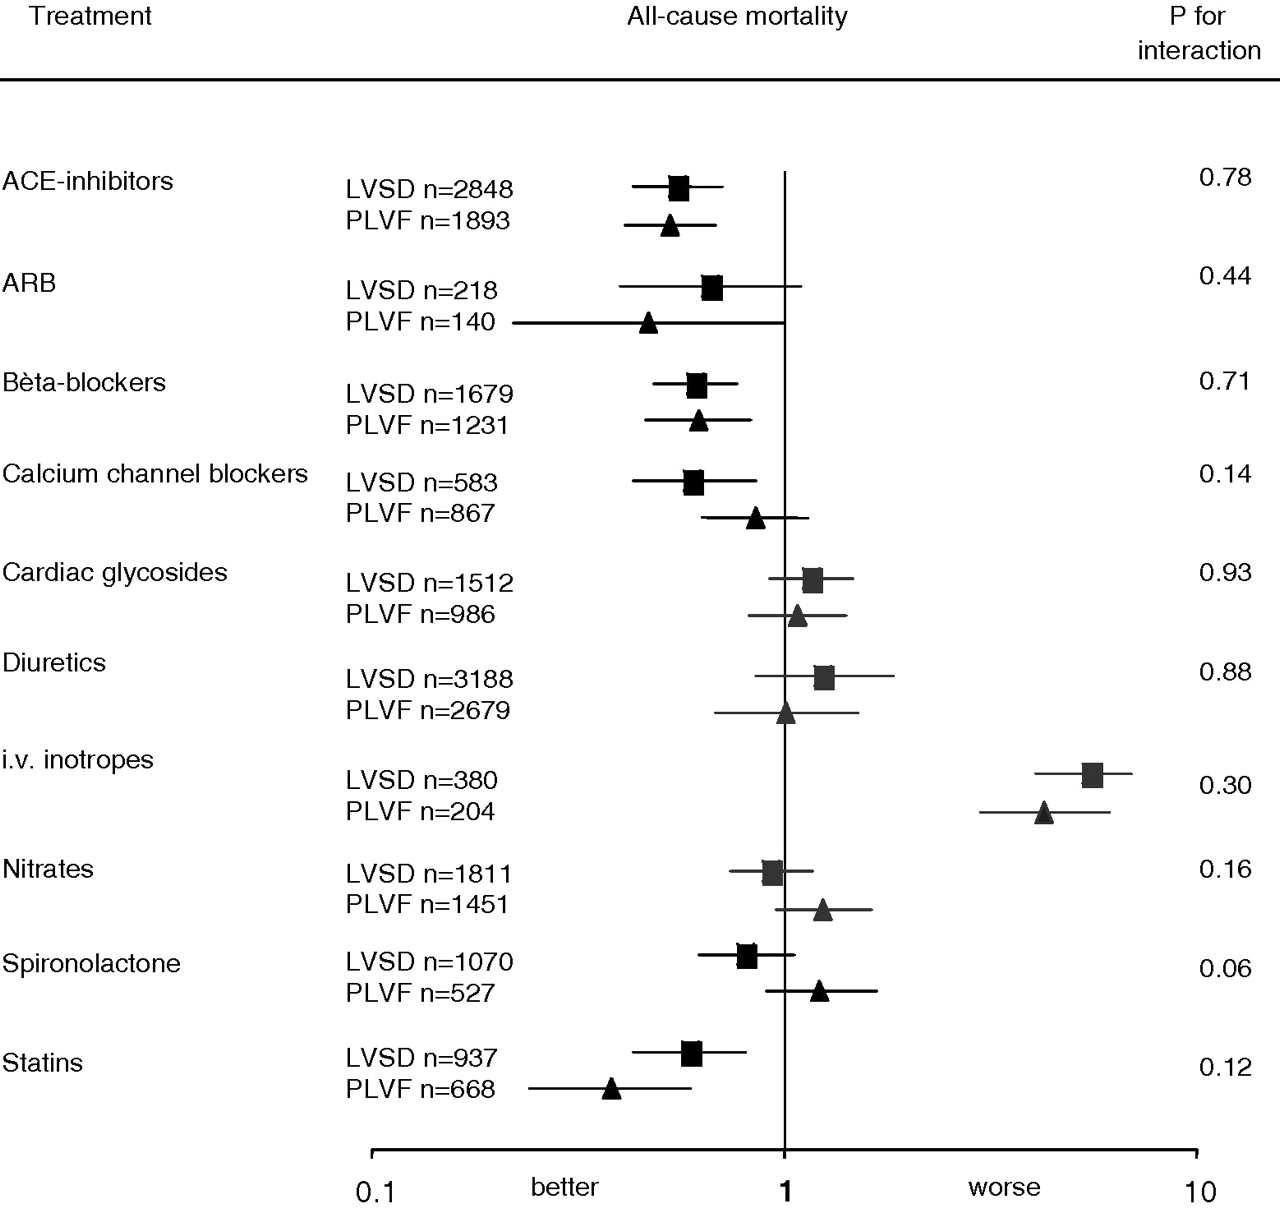 Treatment All-cause mortality P for
interaction
ACE-inhibitors LVSD n=2848 0.78
PLVF n=1893
ARB LVSD n=218 0.44
PLVF n=140
Bèta-blockers LVSD n=1679 0.71
PLVF n=1231
Calcium channel blockers LVSD n=583 0.14
PLVF n=867
Cardiac glycosides LVSD n=1512 0.93
PLVF n=986
Diuretics LVSD n=3188 0.88
PLVF n=2679
i.v. inotropes LVSD n=380 0.30
PLVF n=204
Nitrates LVSD n=1811 0.16
PLVF n=1451
Spironolactone LVSD n=1070 0.06
PLVF n=527
Statins LVSD n=937 0.12
PLVF n=668
0.1 better 1 worse 10